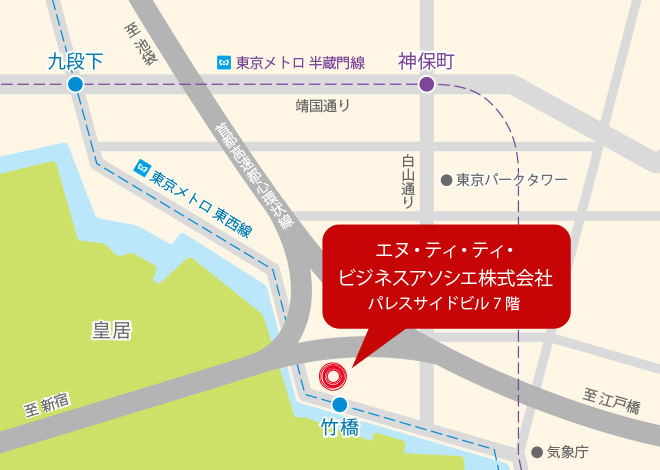 至 池袋
九段下
東京メトロ 半蔵門線
神保町
靖国通り
首都高速都心環状線
白山通り
東京メトロ 東西線
東京パークタワー
エヌ・ティ・ティ・
ビジネスアソシエ株式会社
パレスサイドビル 7 階
皇居
至 新宿
至 江戸橋
竹橋
気象庁